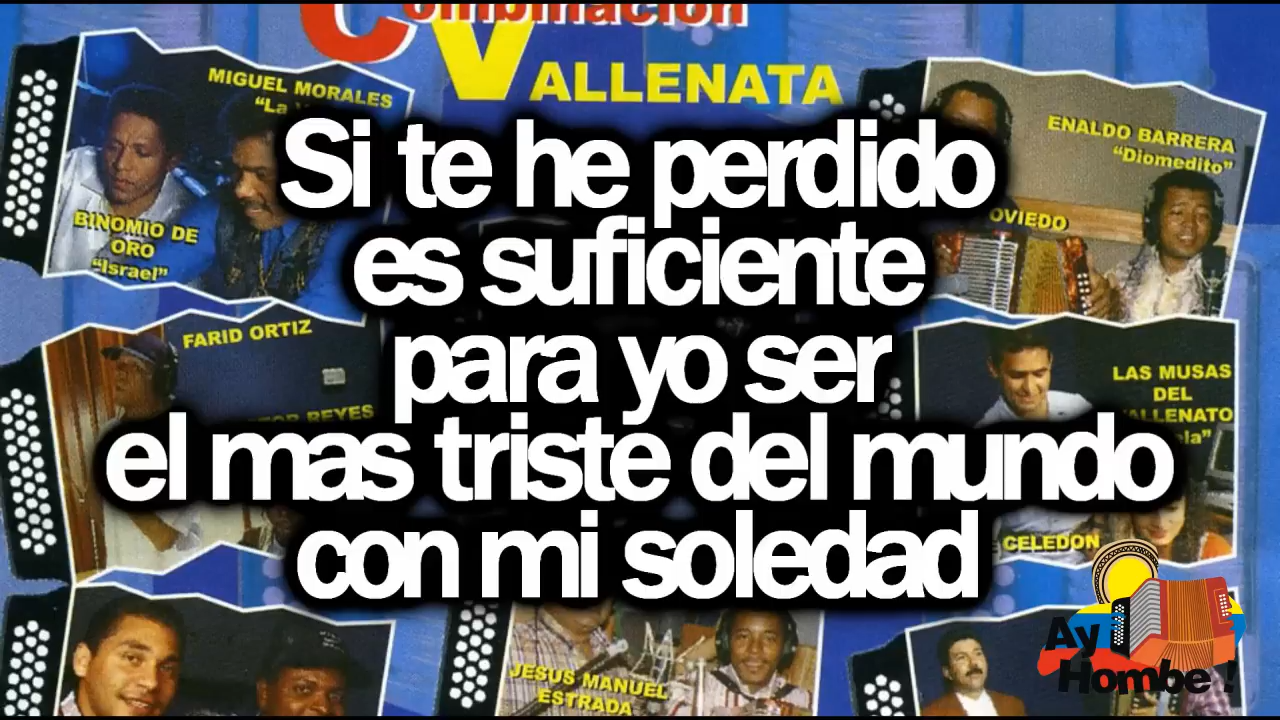 Combinación
VALLENATA
MIGUEL MORALES
"La
ENALDO BARRERA
"Diomedito"
Si te he perdido
es suficiente
para yo ser
el mas triste del mundo
con mi soledad
BINOMIO DE
ORO
"Israel"
OVIEDO
FARID ORTIZ
REYES
LAS MUSAS
DEL
VALLENATO
CELEDON
JESUS MANUEL
ESTRADA
Ay
Hombe !